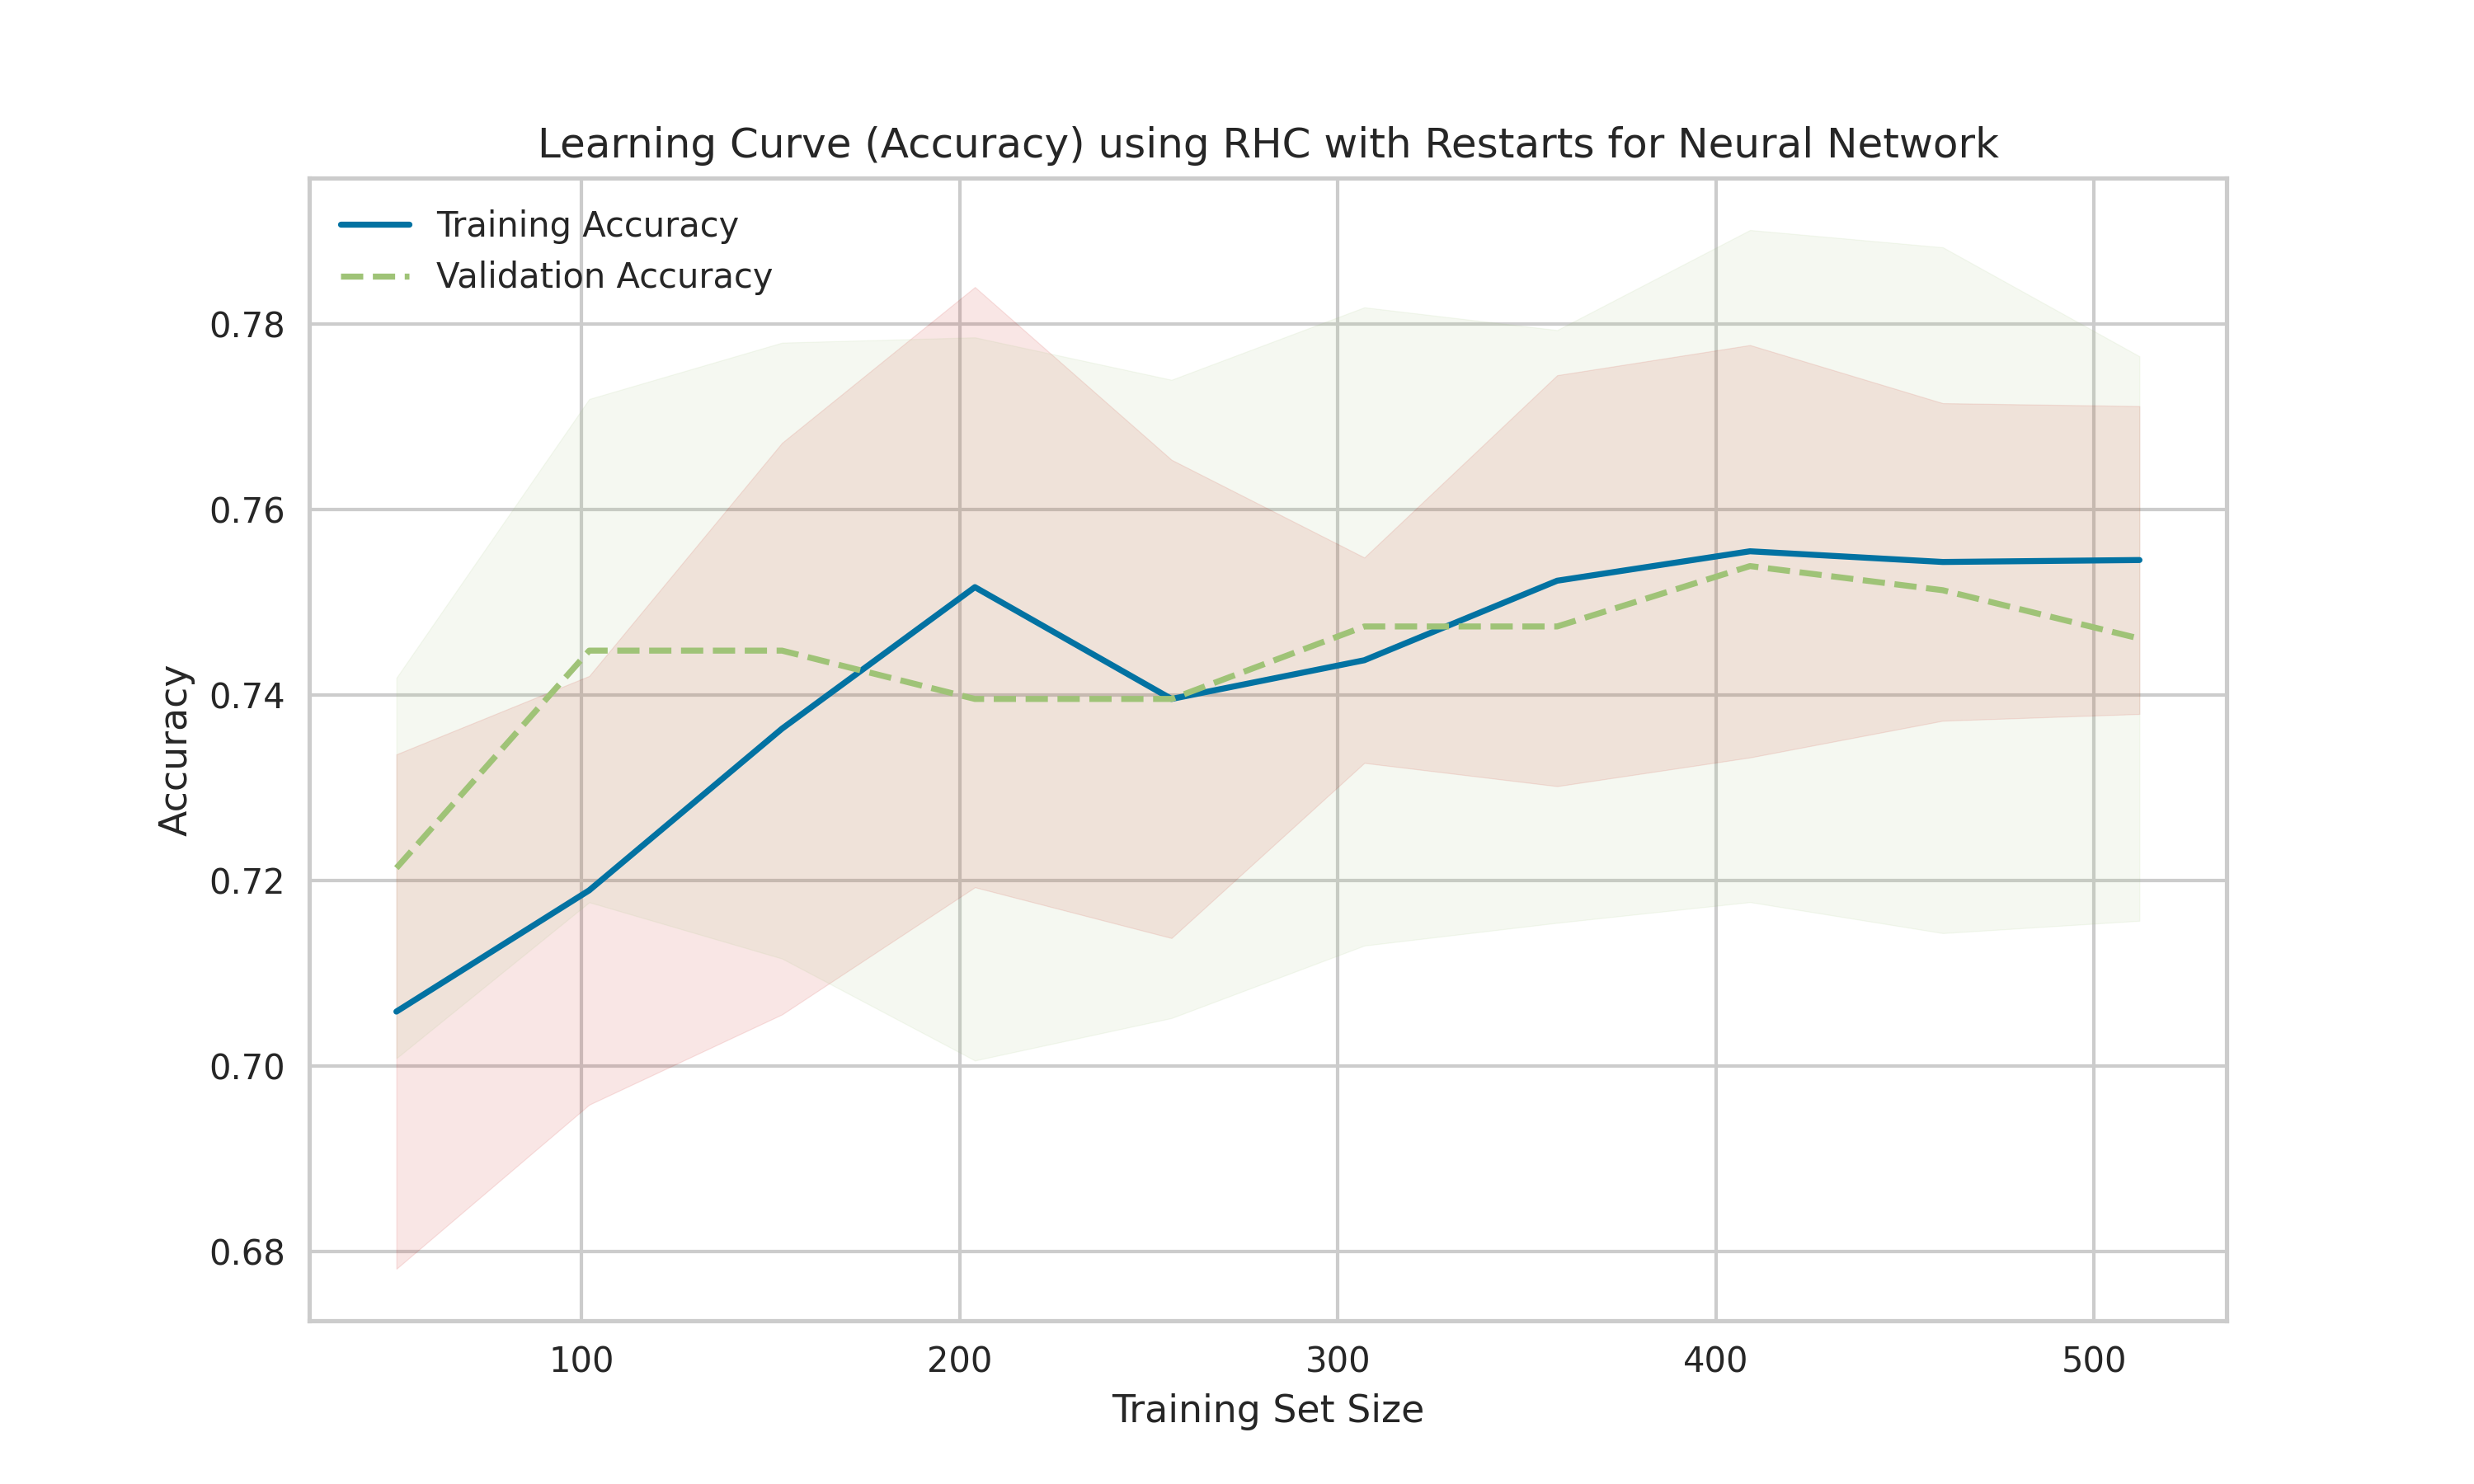 Learning Curve (Accuracy) using RHC with Restarts for Neural Network
Training Accuracy
Validation Accuracy
0.78
0.76
0.74
0.72
0.70
0.68
Accuracy
100 200 300 400 500
Training Set Size